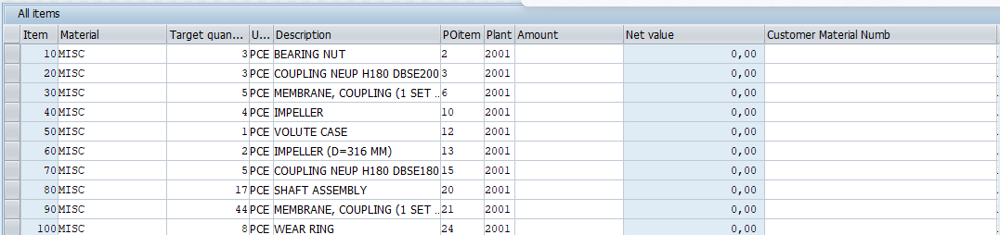 All items
Item Material Target quan... U... Description POitem Plant Amount Net value Customer Material Numb
10 MISC 3 PCE BEARING NUT 2 2001 0,00
20 MISC 3 PCE COUPLING NEUP H180 DBSE200 3 2001 0,00
30 MISC 5 PCE MEMBRANE, COUPLING (1 SET ... 6 2001 0,00
40 MISC 4 PCE IMPELLER 10 2001 0,00
50 MISC 1 PCE VOLUTE CASE 12 2001 0,00
60 MISC 2 PCE IMPELLER (D=316 MM) 13 2001 0,00
70 MISC 5 PCE COUPLING NEUP H180 DBSE180 15 2001 0,00
80 MISC 17 PCE SHAFT ASSEMBLY 20 2001 0,00
90 MISC 44 PCE MEMBRANE, COUPLING (1 SET ... 21 2001 0,00
100 MISC 8 PCE WEAR RING 24 2001 0,00